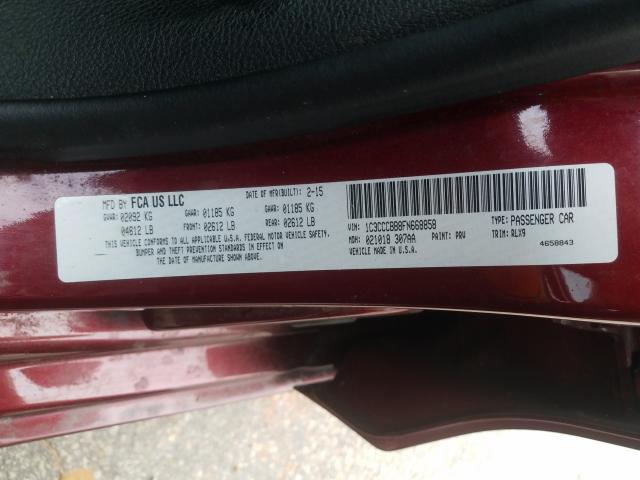 MFD BY FCA US LLC DATE OF MFR(BUILT): 2-15
GVWR: 02092 KG GAWR: 01185 KG GAWR: 01185 KG
04612 LB FRONT: 02612 LB REAR: 02612 LB
THIS VEHICLE CONFORMS TO ALL APPLICABLE U.S.A. FEDERAL MOTOR VEHICLE SAFETY,
BUMPER AND THEFT PREVENTION STANDARDS IN EFFECT ON
THE DATE OF MANUFACTURE SHOWN ABOVE.
VIN: 1C3CCCBB8FN668858 TYPE: PASSENGER CAR
MDH: 021018 307AA PAINT: PRV TRIM: RLX9
VEHICLE MADE IN U.S.A. 4658843